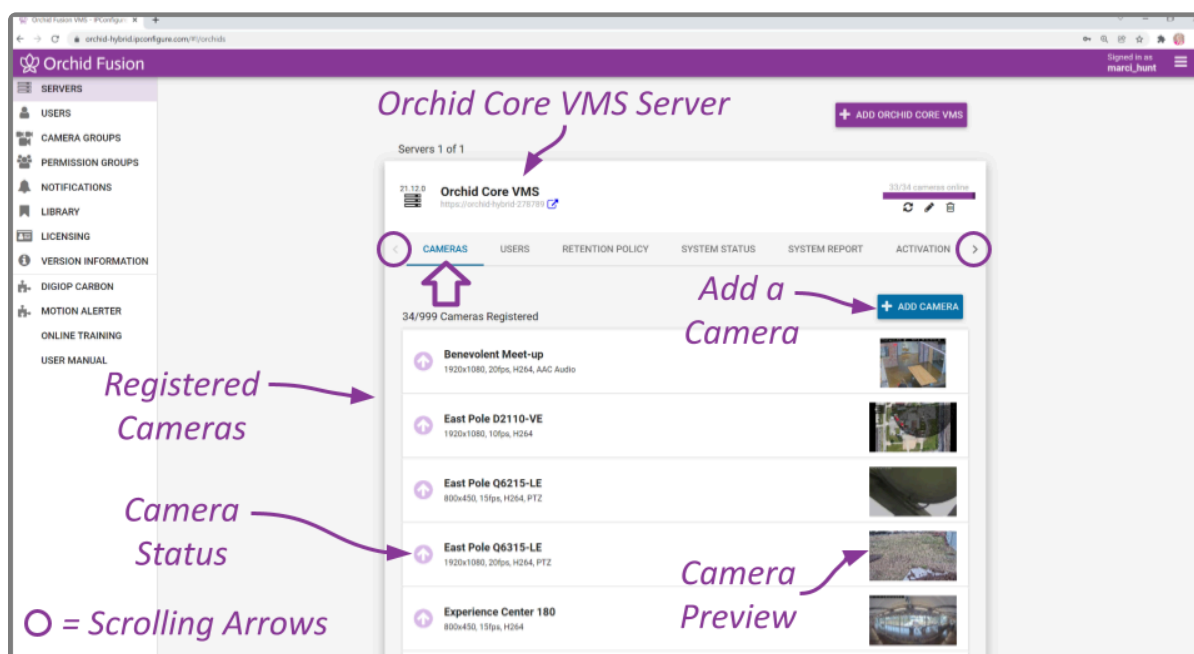 Orchid Fusion VMS - IPConfigu
orchid-hybrid.ipconfigure.com/#!/orchids
Orchid Fusion
Signed in as
marci_hunt
SERVERS
USERS
CAMERA GROUPS
PERMISSION GROUPS
NOTIFICATIONS
LIBRARY
LICENSING
VERSION INFORMATION
DIGIOP CARBON
MOTION ALERTER
ONLINE TRAINING
USER MANUAL
Orchid Core VMS Server
+ ADD ORCHID CORE VMS
Servers 1 of 1
21.12.0
Orchid Core VMS
https://orchid-hybrid-278789
33/34 cameras online
CAMERAS USERS RETENTION POLICY SYSTEM STATUS SYSTEM REPORT ACTIVATION
Add a
Camera
+ ADD CAMERA
34/999 Cameras Registered
Benevolent Meet-up
1920x1080, 20fps, H264, AAC Audio
Registered
Cameras
East Pole D2110-VE
1920x1080, 10fps, H264
East Pole Q6215-LE
800x450, 15fps, H264, PTZ
Camera
Status
East Pole Q6315-LE
1920x1080, 20fps, H264, PTZ
Camera
Preview
Experience Center 180
800x450, 15fps, H264
= Scrolling Arrows